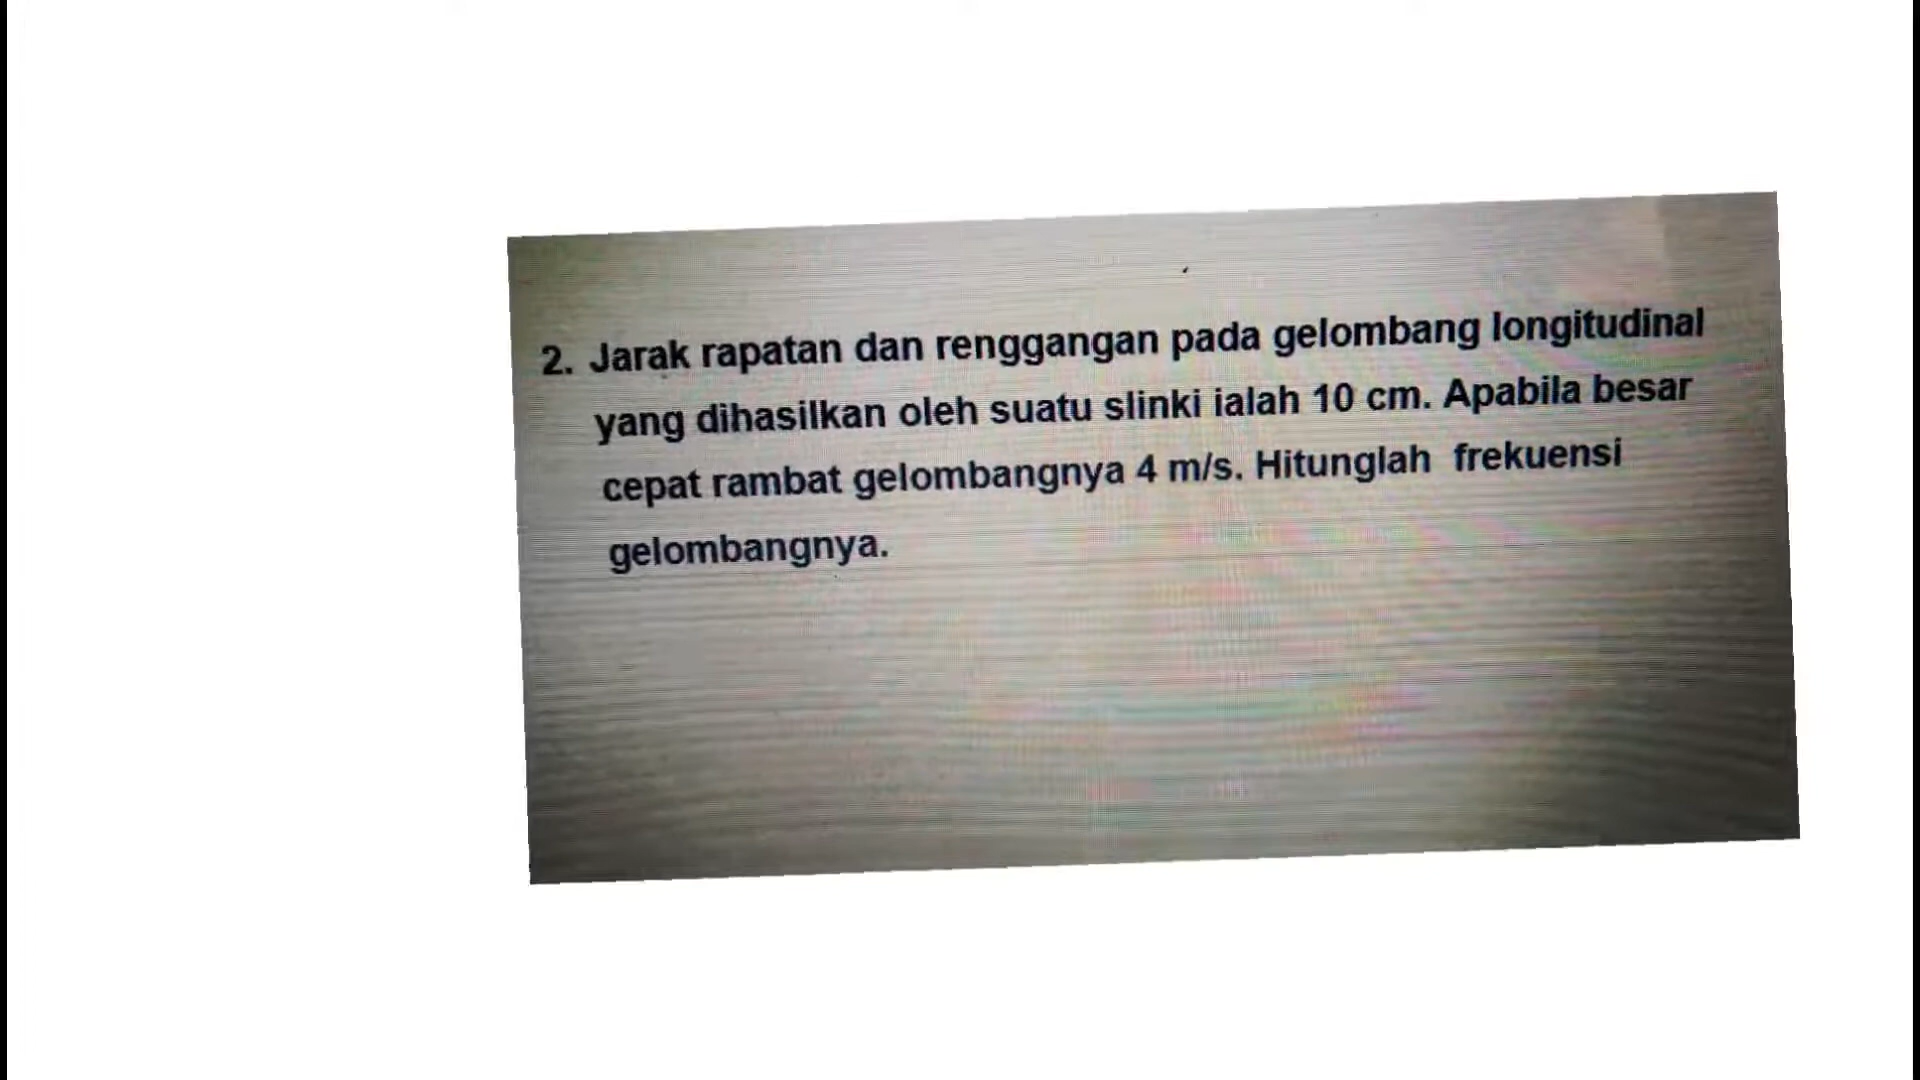 2. Jarak rapatan dan renggangan pada gelombang longitudinal
yang dihasilkan oleh suatu slinki ialah 10 cm. Apabila besar
cepat rambat gelombangnya 4 m/s. Hitunglah frekuensi
gelombangnya.